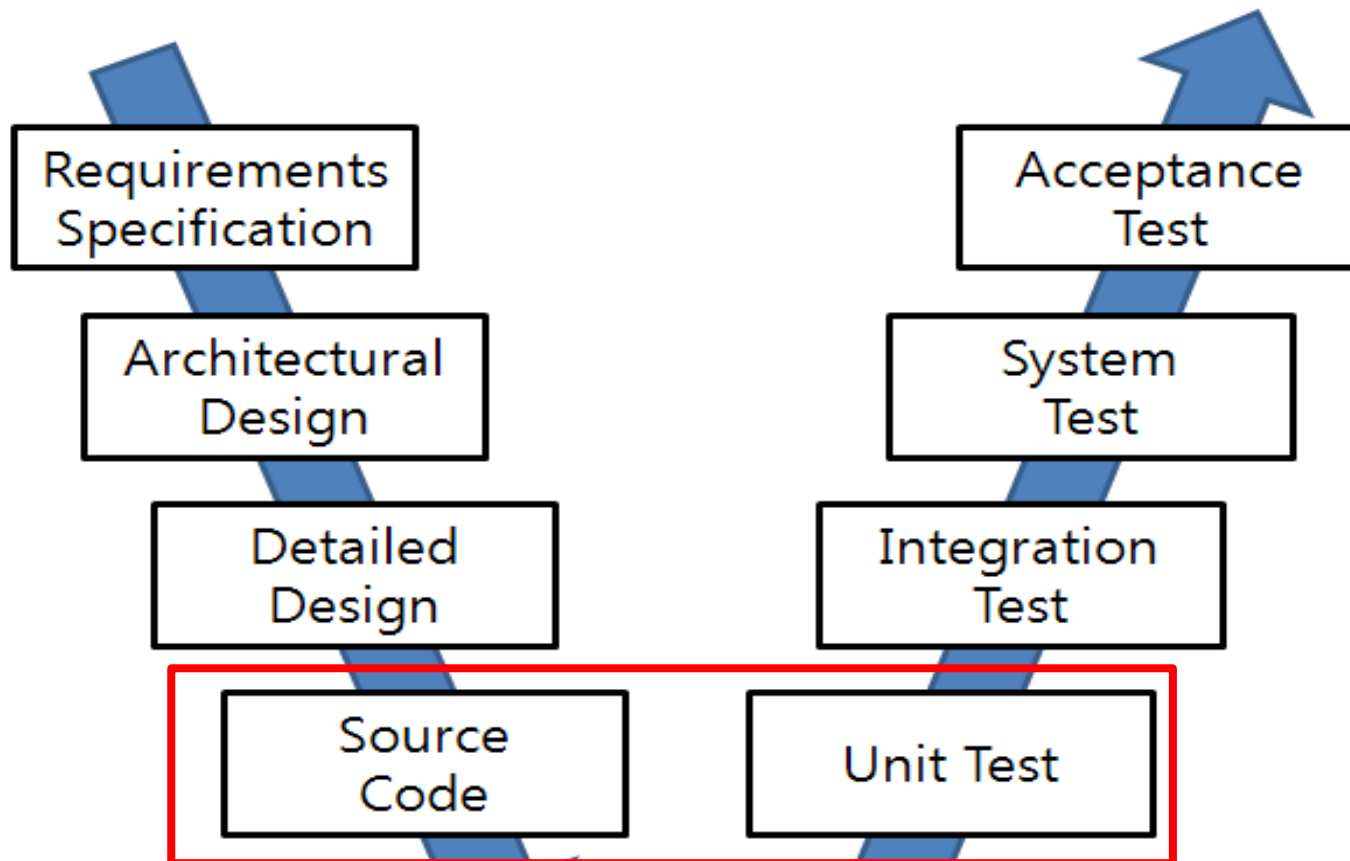 Requirements
Specification
Acceptance
Test
Architectural
Design
System
Test
Detailed
Design
Integration
Test
Source
Code
Unit Test